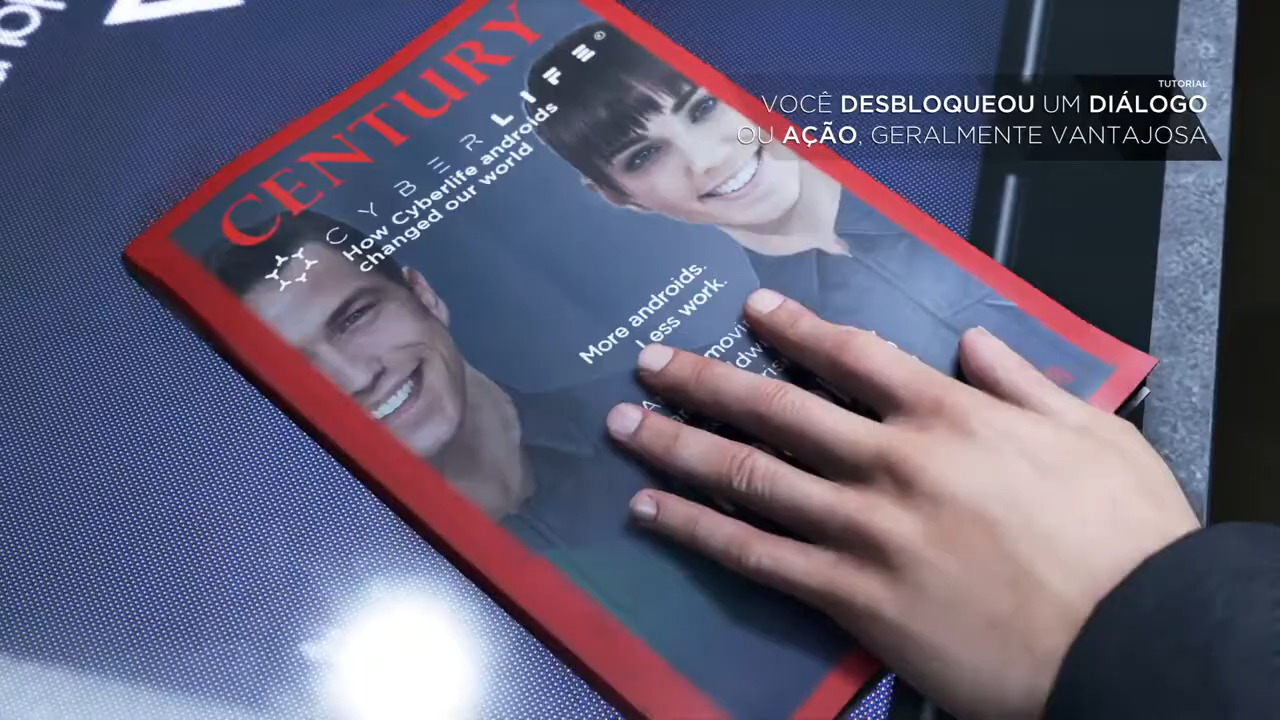 TUTORIAL
VOCÊ DESBLOQUEOU UM DIÁLOGO
OU AÇÃO, GERALMENTE VANTAJOSA
CENTURY
CYBERLIFE
How Cyberlife androids
changed our world
More androids.
Less work.